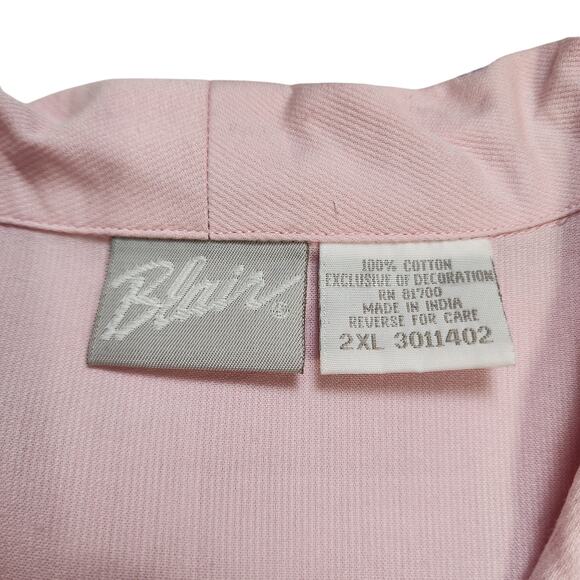 Blair®
100% COTTON
EXCLUSIVE OF DECORATION
RN 81700
MADE IN INDIA
REVERSE FOR CARE
2XL 3011402